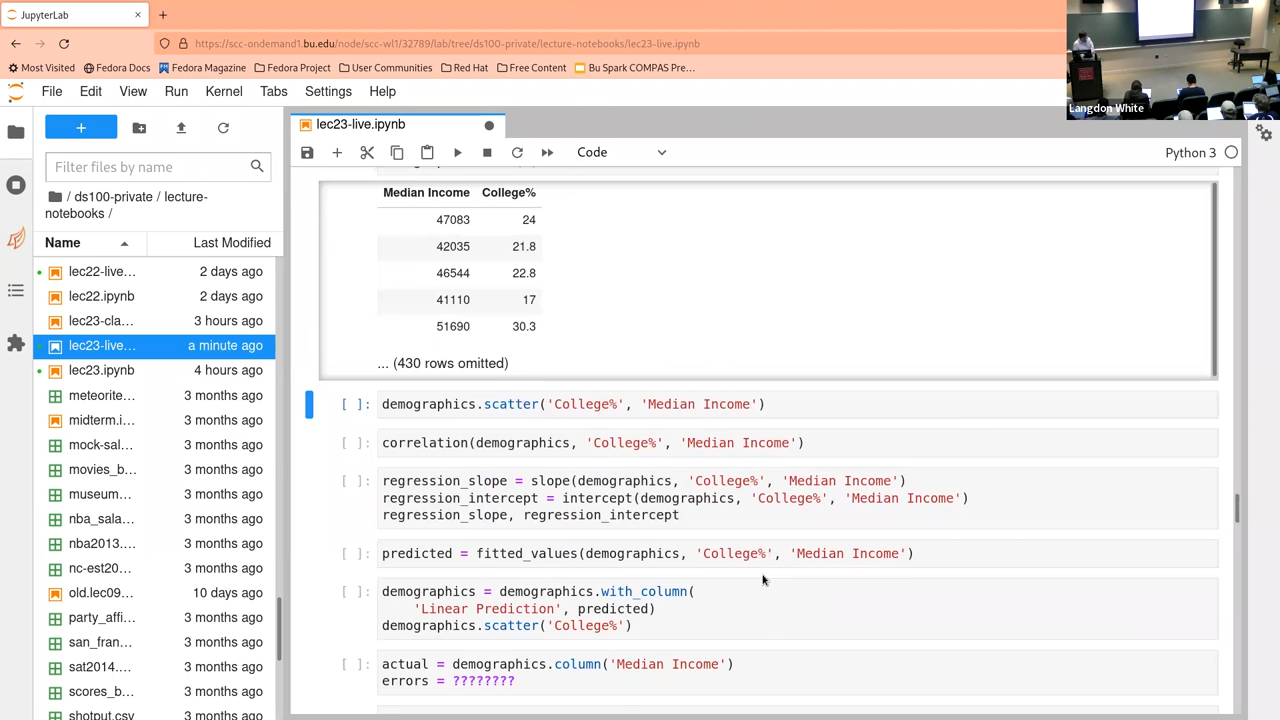 JupyterLab
https://scc-ondemand1.bu.edu/node/scc-wl1/32789/lab/tree/ds100-private/lecture-notebooks/lec23-live.ipynb
Most Visited Fedora Docs Fedora Magazine Fedora Project User Communities Red Hat Free Content Bu Spark COMPAS Pre…
Langdon White
File Edit View Run Kernel Tabs Settings Help
Filter files by name
/ ds100-private / lecture-
notebooks /
Name Last Modified
lec22-live… 2 days ago
lec22.ipynb 2 days ago
lec23-cla… 3 hours ago
lec23-live… a minute ago
lec23.ipynb 4 hours ago
meteorite… 3 months ago
midterm.i… 3 months ago
mock-sal… 3 months ago
movies_b… 3 months ago
museum… 3 months ago
nba_sala… 3 months ago
nba2013.… 3 months ago
nc-est20… 3 months ago
old.lec09… 10 days ago
party_affi… 3 months ago
san_fran… 3 months ago
sat2014.… 3 months ago
scores_b… 3 months ago
shotput.csv 3 months ago
lec23-live.ipynb
Code
Python 3
Median Income College%
47083 24
42035 21.8
46544 22.8
41110 17
51690 30.3
... (430 rows omitted)
[ ]: demographics.scatter('College%', 'Median Income')
[ ]: correlation(demographics, 'College%', 'Median Income')
[ ]: regression_slope = slope(demographics, 'College%', 'Median Income')
regression_intercept = intercept(demographics, 'College%', 'Median Income')
regression_slope, regression_intercept
[ ]: predicted = fitted_values(demographics, 'College%', 'Median Income')
[ ]: demographics = demographics.with_column(
'Linear Prediction', predicted)
demographics.scatter('College%')
[ ]: actual = demographics.column('Median Income')
errors = ????????